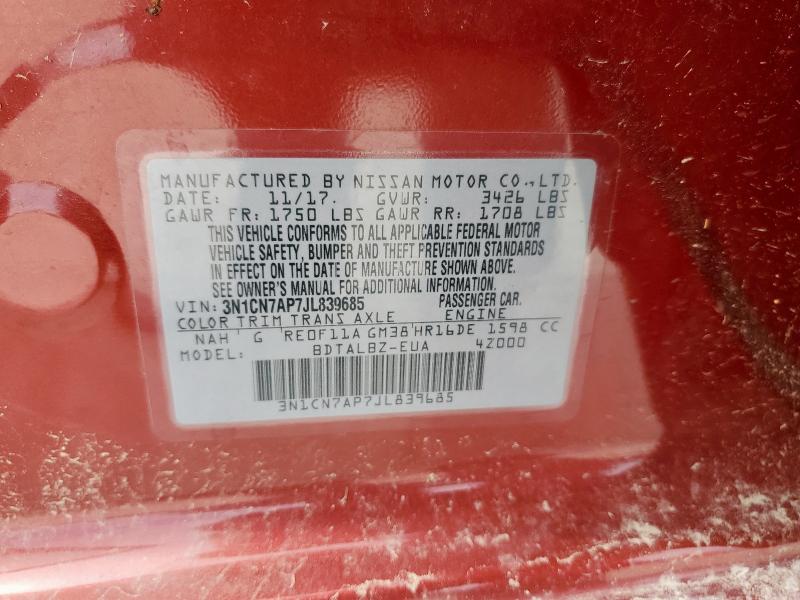 MANUFACTURED BY NISSAN MOTOR CO., LTD.
DATE: 11/17. GVWR: 3426 LBS
GAWR FR: 1750 LBS GAWR RR: 1708 LBS
THIS VEHICLE CONFORMS TO ALL APPLICABLE FEDERAL MOTOR
VEHICLE SAFETY, BUMPER AND THEFT PREVENTION STANDARDS
IN EFFECT ON THE DATE OF MANUFACTURE SHOWN ABOVE.
SEE OWNER'S MANUAL FOR ADDITIONAL INFORMATION.
VIN: 3N1CN7AP7JL839685 PASSENGER CAR.
COLOR TRIM TRANS AXLE ENGINE
NAH' G RE0F11A GM38'HR16DE 1598 CC
MODEL: BDTALBZ-EUA 4Z000
3N1CN7AP7JL839685